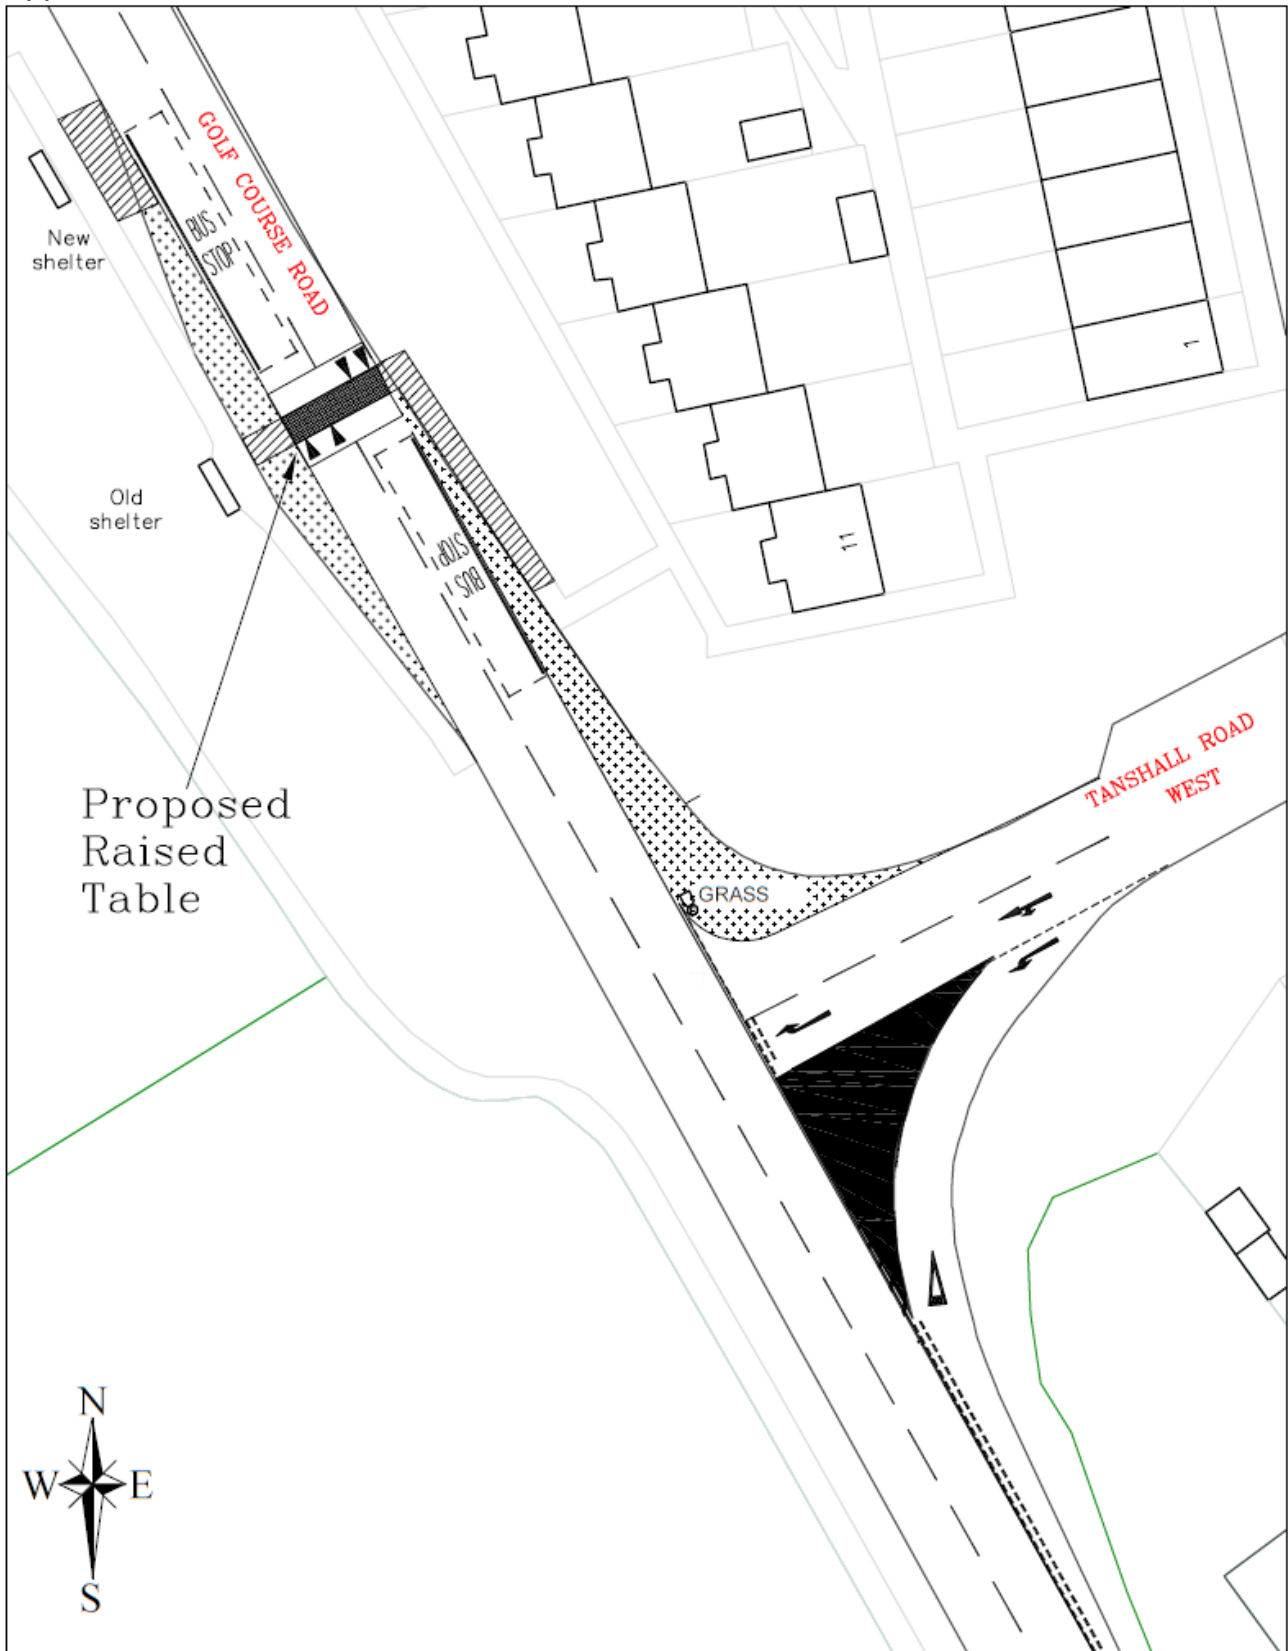 GOLF COURSE ROAD
BUS
STOP
New
shelter
1
Old
shelter
11
BUS
STOP
TANSHALL ROAD
WEST
Proposed
Raised
Table
GRASS
N
W E
S